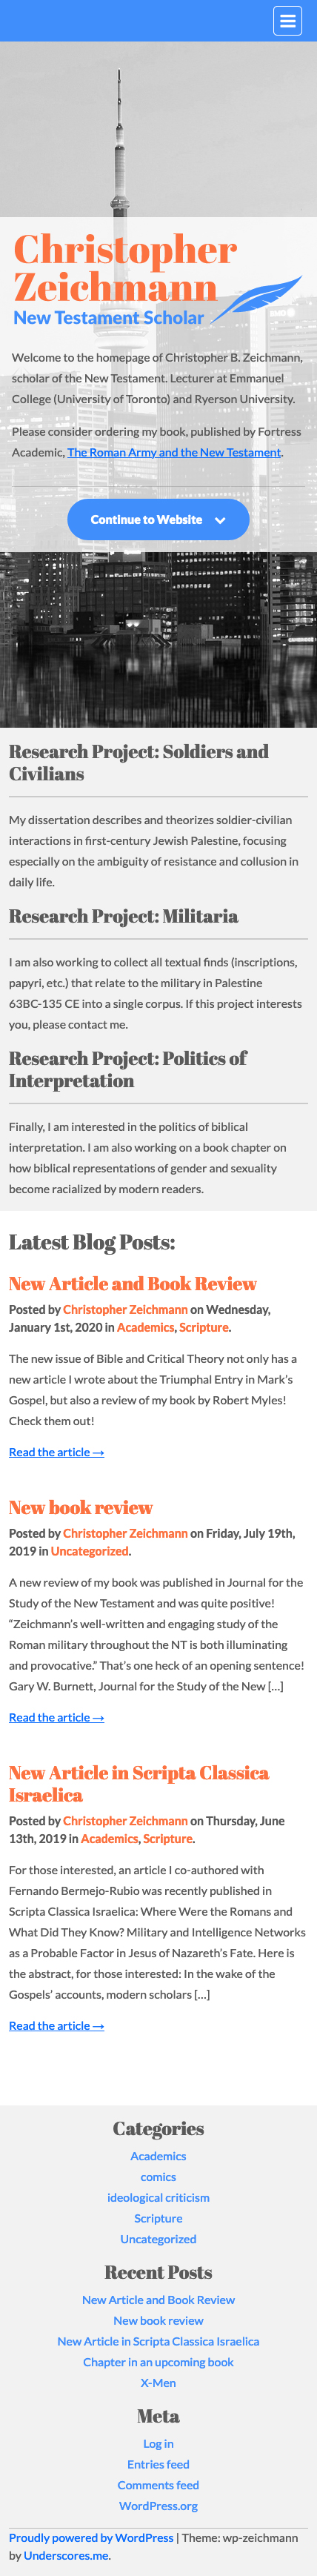 Christopher
Zeichmann
New Testament Scholar
Welcome to the homepage of Christopher B. Zeichmann,
scholar of the New Testament. Lecturer at Emmanuel
College (University of Toronto) and Ryerson University.
Please consider ordering my book, published by Fortress
Academic, The Roman Army and the New Testament.
Continue to Website
Research Project: Soldiers and
Civilians
My dissertation describes and theorizes soldier-civilian
interactions in first-century Jewish Palestine, focusing
especially on the ambiguity of resistance and collusion in
daily life.
Research Project: Militaria
I am also working to collect all textual finds (inscriptions,
papyri, etc.) that relate to the military in Palestine
63BC-135 CE into a single corpus. If this project interests
you, please contact me.
Research Project: Politics of
Interpretation
Finally, I am interested in the politics of biblical
interpretation. I am also working on a book chapter on
how biblical representations of gender and sexuality
become racialized by modern readers.
Latest Blog Posts:
New Article and Book Review
Posted by Christopher Zeichmann on Wednesday,
January 1st, 2020 in Academics, Scripture.
The new issue of Bible and Critical Theory not only has a
new article I wrote about the Triumphal Entry in Mark's
Gospel, but also a review of my book by Robert Myles!
Check them out!
Read the article →
New book review
Posted by Christopher Zeichmann on Friday, July 19th,
2019 in Uncategorized.
A new review of my book was published in Journal for the
Study of the New Testament and was quite positive!
“Zeichmann’s well-written and engaging study of the
Roman military throughout the NT is both illuminating
and provocative.” That’s one heck of an opening sentence!
Gary W. Burnett, Journal for the Study of the New […]
Read the article →
New Article in Scripta Classica
Israelica
Posted by Christopher Zeichmann on Thursday, June
13th, 2019 in Academics, Scripture.
For those interested, an article I co-authored with
Fernando Bermejo-Rubio was recently published in
Scripta Classica Israelica: Where Were the Romans and
What Did They Know? Military and Intelligence Networks
as a Probable Factor in Jesus of Nazareth’s Fate. Here is
the abstract, for those interested: In the wake of the
Gospels’ accounts, modern scholars […]
Read the article →
Categories
Academics
comics
ideological criticism
Scripture
Uncategorized
Recent Posts
New Article and Book Review
New book review
New Article in Scripta Classica Israelica
Chapter in an upcoming book
X-Men
Meta
Log in
Entries feed
Comments feed
WordPress.org
Proudly powered by WordPress | Theme: wp-zeichmann
by Underscores.me.